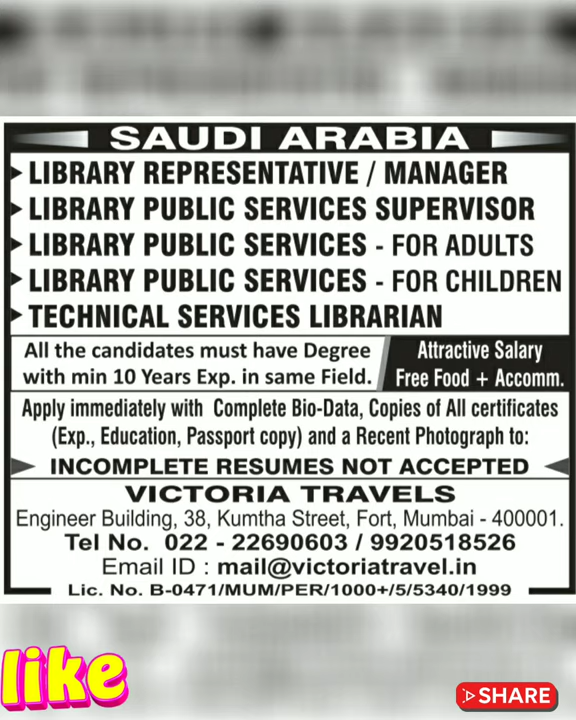 SAUDI ARABIA
LIBRARY REPRESENTATIVE / MANAGER
LIBRARY PUBLIC SERVICES SUPERVISOR
LIBRARY PUBLIC SERVICES - FOR ADULTS
LIBRARY PUBLIC SERVICES - FOR CHILDREN
TECHNICAL SERVICES LIBRARIAN
All the candidates must have Degree
with min 10 Years Exp. in same Field.
Attractive Salary
Free Food + Accomm.
Apply immediately with Complete Bio-Data, Copies of All certificates
(Exp., Education, Passport copy) and a Recent Photograph to:
INCOMPLETE RESUMES NOT ACCEPTED
VICTORIA TRAVELS
Engineer Building, 38, Kumtha Street, Fort, Mumbai - 400001.
Tel No. 022 - 22690603 / 9920518526
Email ID : mail@victoriatravel.in
Lic. No. B-0471/MUM/PER/1000+/5/5340/1999
like
SHARE